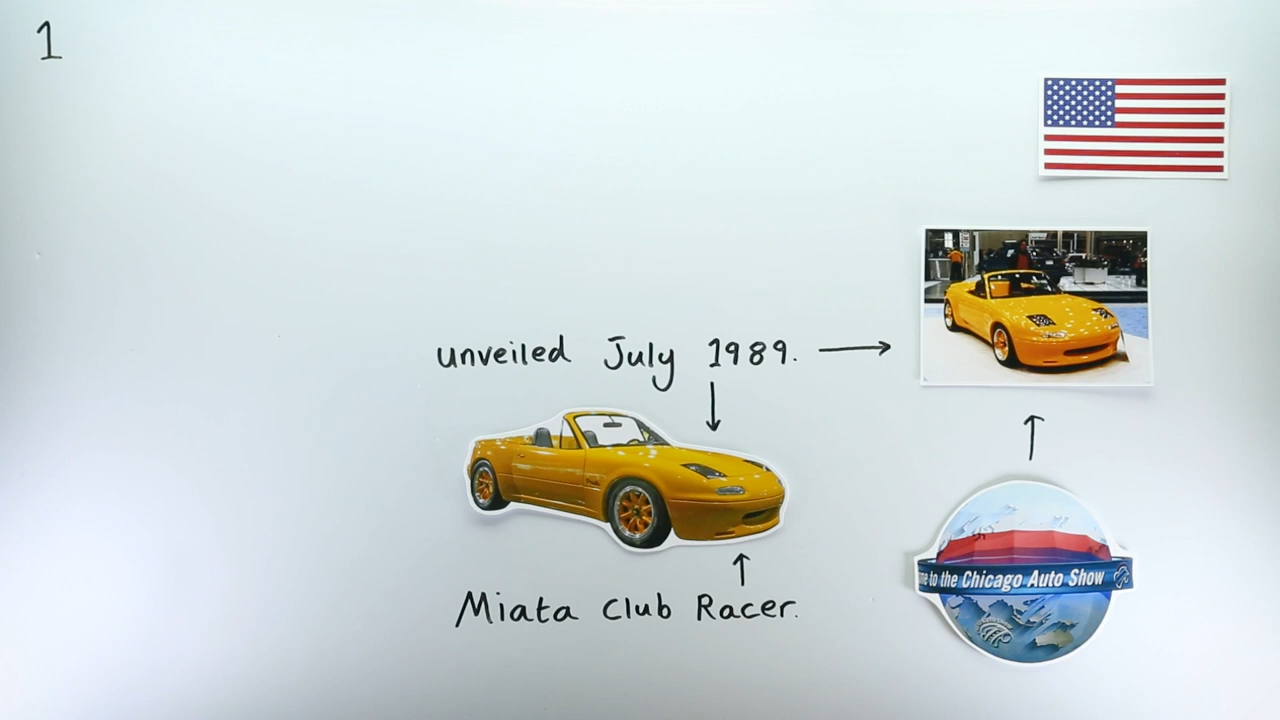 1
unveiled July 1989.
Miata Club Racer.
to the Chicago Auto Show